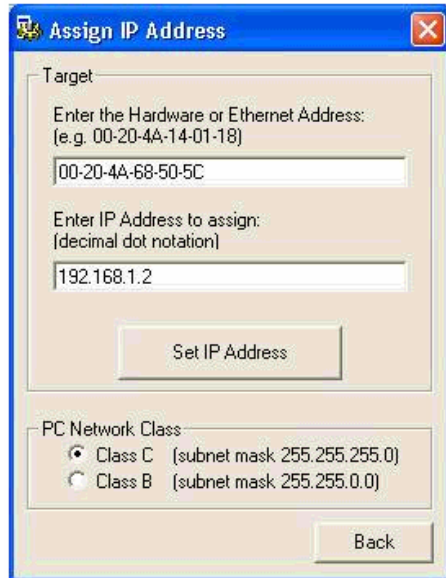 Assign IP Address
Target
Enter the Hardware or Ethernet Address:
(e.g. 00-20-4A-14-01-18)
00-20-4A-68-50-5C
Enter IP Address to assign:
(decimal dot notation)
192.168.1.2
Set IP Address
PC Network Class
Class C (subnet mask 255.255.255.0)
Class B (subnet mask 255.255.0.0)
Back